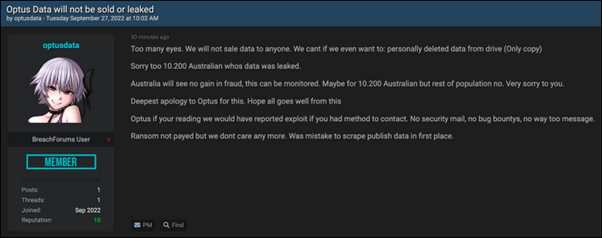 Optus Data will not be sold or leaked
by optusdata - Tuesday September 27, 2022 at 10:02 AM
optusdata
BreachForums User
MEMBER
Posts: 1
Threads: 1
Joined: Sep 2022
Reputation: 10
50 minutes ago
Too many eyes. We will not sale data to anyone. We cant if we even want to: personally deleted data from drive (Only copy)
Sorry too 10.200 Australian whos data was leaked.
Australia will see no gain in fraud, this can be monitored. Maybe for 10.200 Australian but rest of population no. Very sorry to you.
Deepest apology to Optus for this. Hope all goes well from this
Optus if your reading we would have reported exploit if you had method to contact. No security mail, no bug bountys, no way too message.
Ransom not payed but we dont care any more. Was mistake to scrape publish data in first place.
PM Find